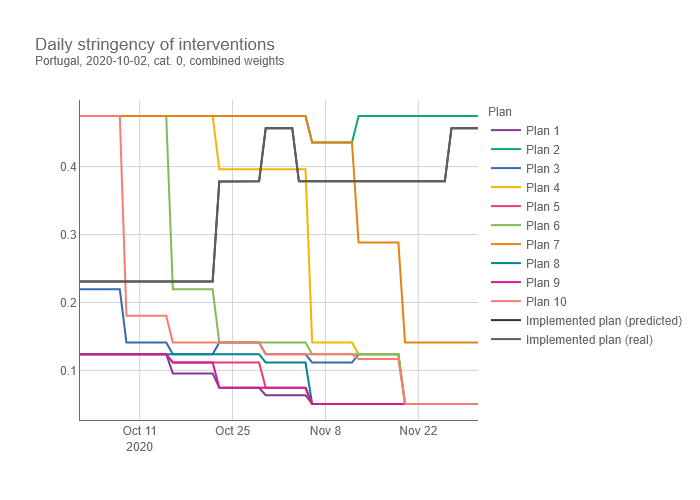 Daily stringency of interventions
Portugal, 2020-10-02, cat. 0, combined weights
Plan
Plan 1
Plan 2
Plan 3
Plan 4
Plan 5
Plan 6
Plan 7
Plan 8
Plan 9
Plan 10
Implemented plan (predicted)
Implemented plan (real)
0.4
0.3
0.2
0.1
Oct 11
2020
Oct 25
Nov 8
Nov 22